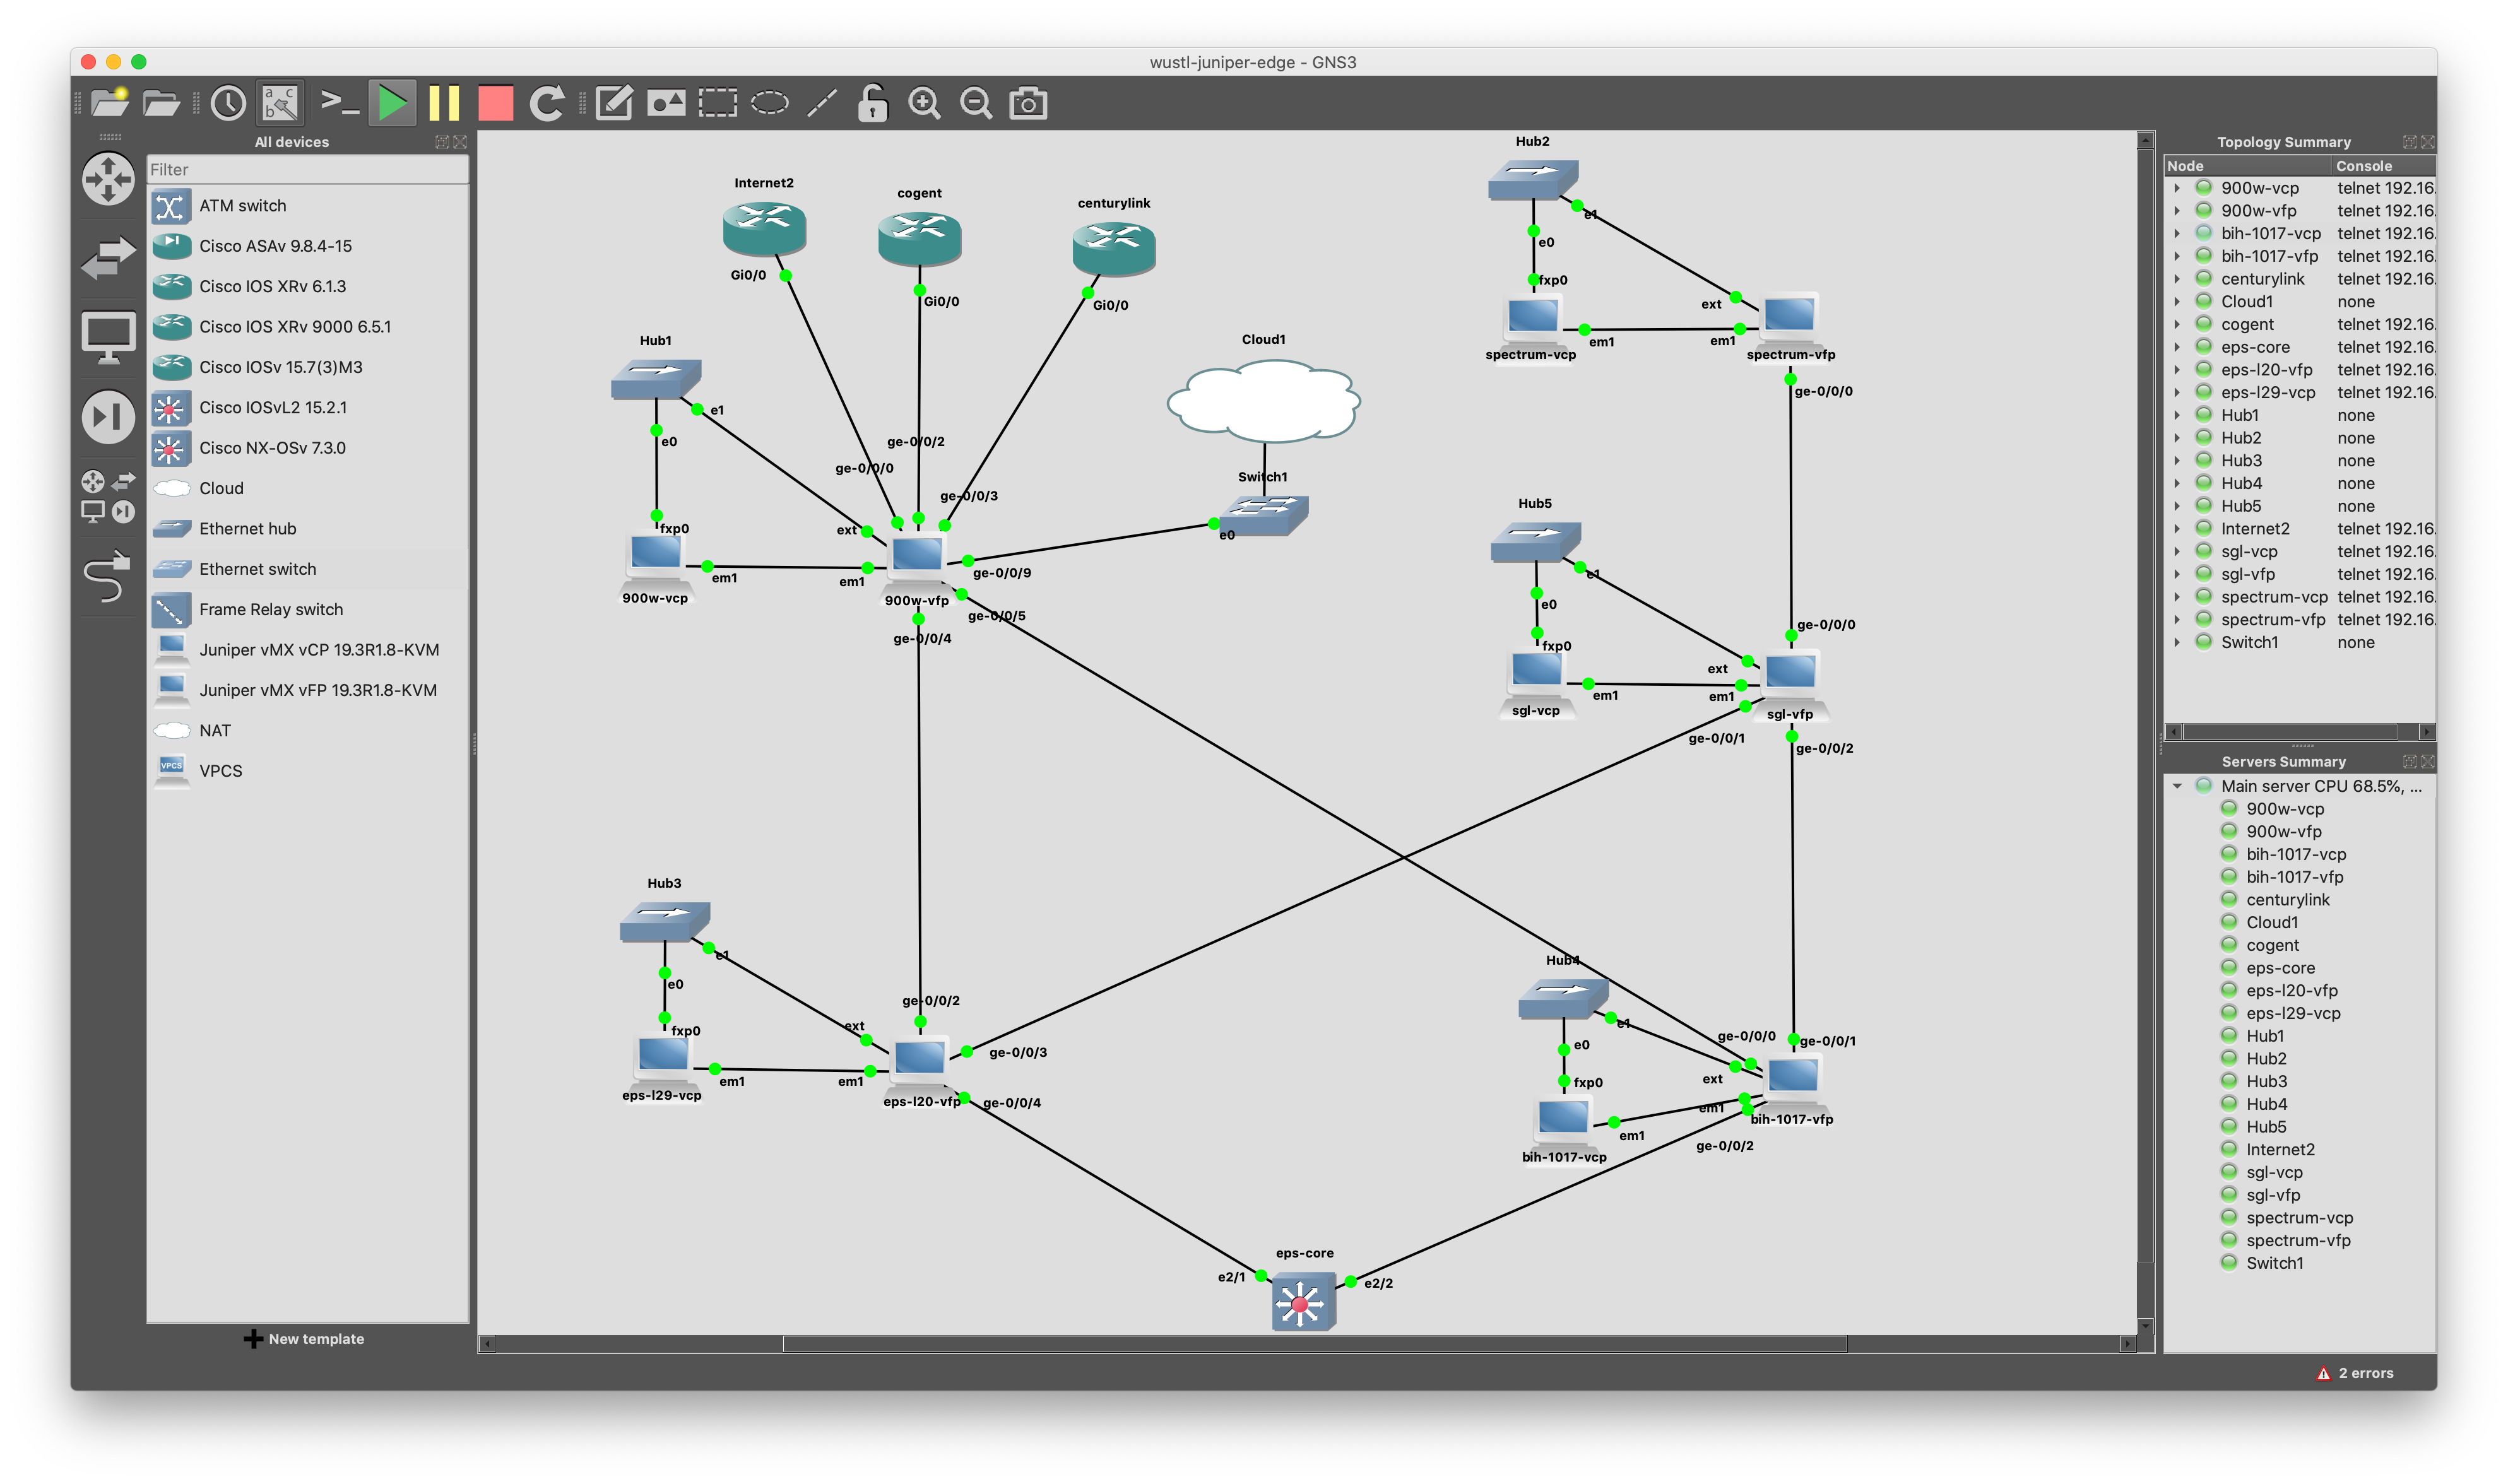 wustl-juniper-edge - GNS3
All devices
Filter
ATM switch
Cisco ASAv 9.8.4-15
Cisco IOS XRv 6.1.3
Cisco IOS XRv 9000 6.5.1
Cisco IOSv 15.7(3)M3
Cisco IOSvL2 15.2.1
Cisco NX-OSv 7.3.0
Cloud
Ethernet hub
Ethernet switch
Frame Relay switch
Juniper vMX vCP 19.3R1.8-KVM
Juniper vMX vFP 19.3R1.8-KVM
NAT
VPCS
VPCS
New template
Internet2
Gi0/0
cogent
Gi0/0
centurylink
Gi0/0
Hub1
e1
e0
fxp0
em1
900w-vcp
ge-0/0/2
ge-0/0/0
ge-0/0/3
ext
em1
900w-vfp
ge-0/0/9
ge-0/0/5
ge-0/0/4
Cloud1
Switch1
e0
Hub2
e1
e0
fxp0
em1
spectrum-vcp
ext
em1
spectrum-vfp
ge-0/0/0
Hub5
e1
e0
fxp0
em1
sgl-vcp
ge-0/0/0
ext
em1
sgl-vfp
ge-0/0/1
ge-0/0/2
Hub3
e1
e0
fxp0
em1
eps-l29-vcp
ge-0/0/2
ext
em1
eps-l20-vfp
ge-0/0/3
ge-0/0/4
Hub4
e1
e0
fxp0
em1
bih-1017-vcp
ge-0/0/0
ge-0/0/1
ext
em1
bih-1017-vfp
ge-0/0/2
eps-core
e2/1
e2/2
Topology Summary
Node Console
900w-vcp telnet 192.16.
900w-vfp telnet 192.16.
bih-1017-vcp telnet 192.16.
bih-1017-vfp telnet 192.16.
centurylink telnet 192.16.
Cloud1 none
cogent telnet 192.16.
eps-core telnet 192.16.
eps-l20-vfp telnet 192.16.
eps-l29-vcp telnet 192.16.
Hub1 none
Hub2 none
Hub3 none
Hub4 none
Hub5 none
Internet2 telnet 192.16.
sgl-vcp telnet 192.16.
sgl-vfp telnet 192.16.
spectrum-vcp telnet 192.16.
spectrum-vfp telnet 192.16.
Switch1 none
Servers Summary
Main server CPU 68.5%, ...
900w-vcp
900w-vfp
bih-1017-vcp
bih-1017-vfp
centurylink
Cloud1
cogent
eps-core
eps-l20-vfp
eps-l29-vcp
Hub1
Hub2
Hub3
Hub4
Hub5
Internet2
sgl-vcp
sgl-vfp
spectrum-vcp
spectrum-vfp
Switch1
2 errors